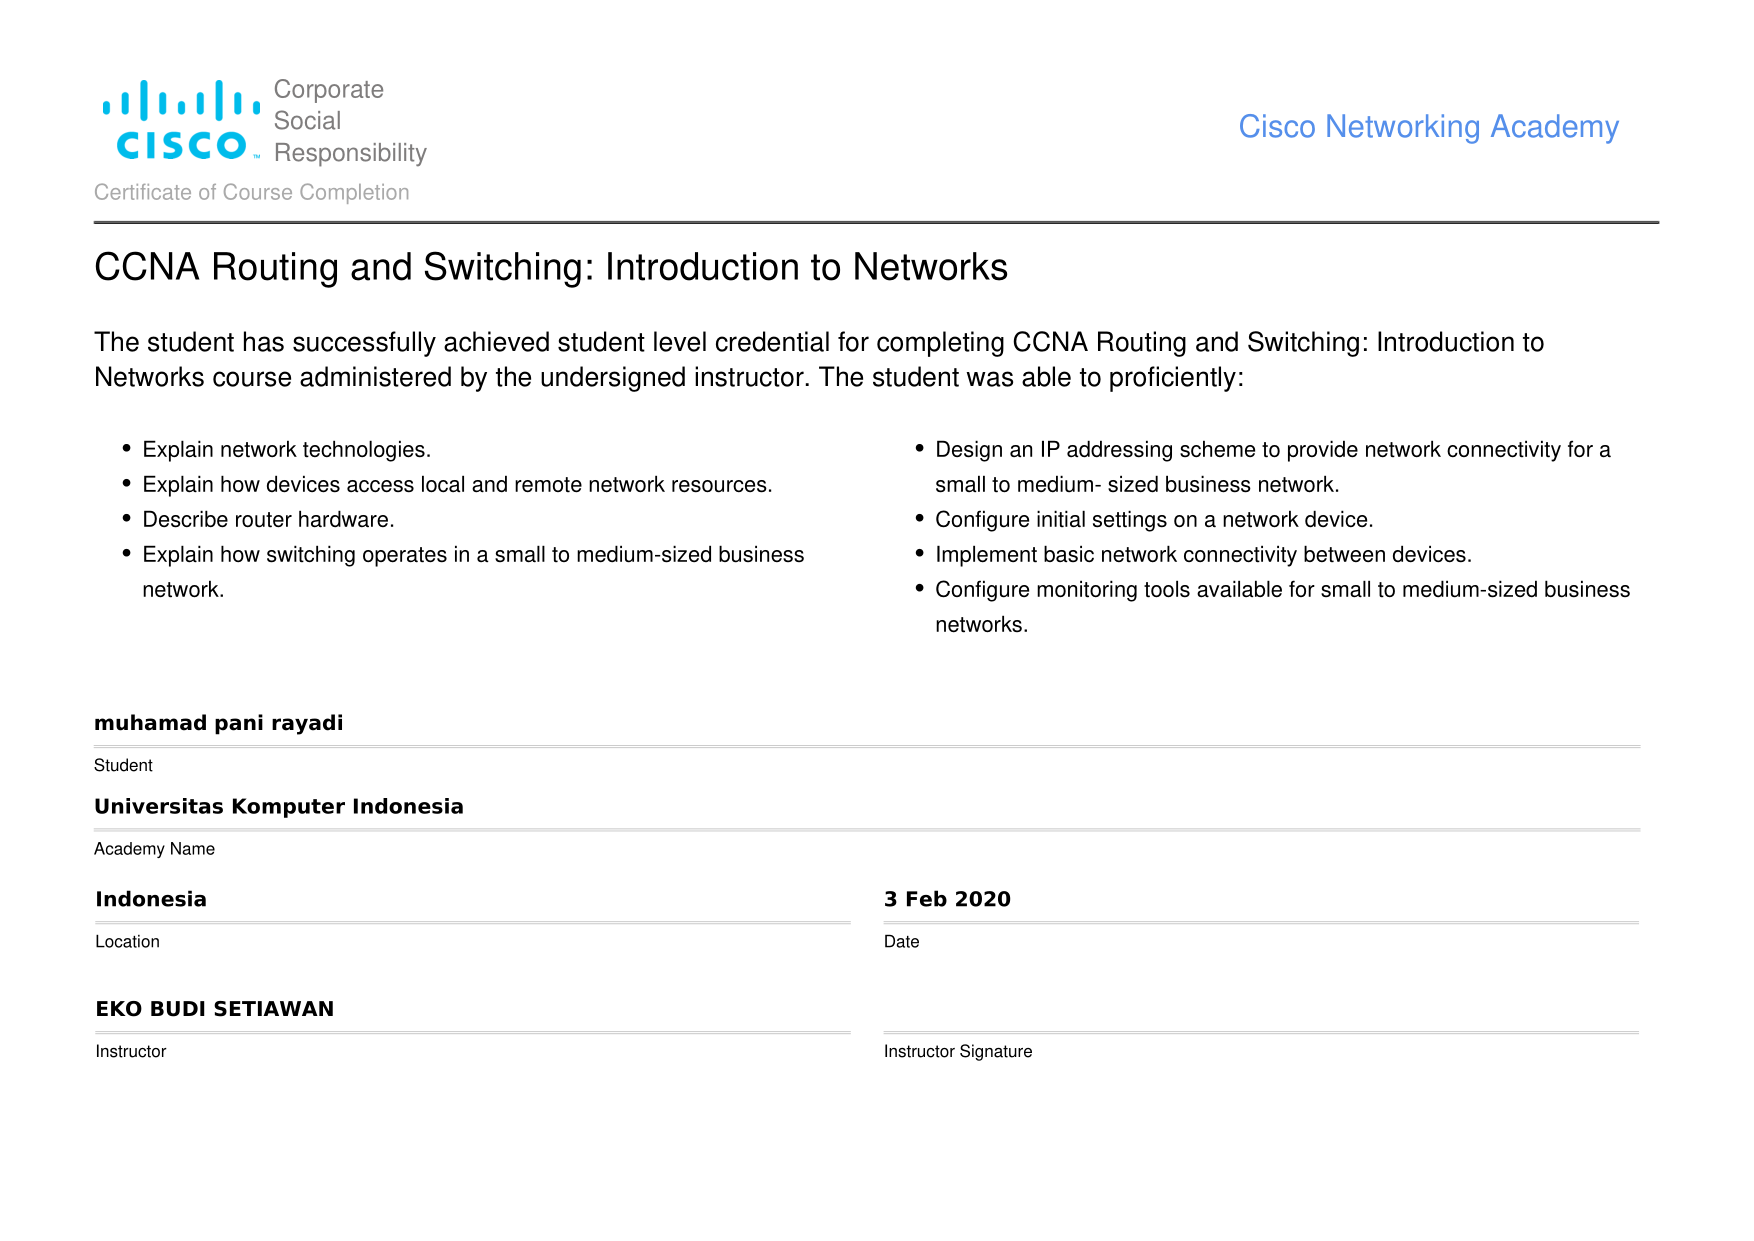 CISCO™
Corporate
Social
Responsibility
Cisco Networking Academy
Certificate of Course Completion
CCNA Routing and Switching: Introduction to Networks
The student has successfully achieved student level credential for completing CCNA Routing and Switching: Introduction to
Networks course administered by the undersigned instructor. The student was able to proficiently:
• Explain network technologies.
• Explain how devices access local and remote network resources.
• Describe router hardware.
• Explain how switching operates in a small to medium-sized business
network.
• Design an IP addressing scheme to provide network connectivity for a
small to medium- sized business network.
• Configure initial settings on a network device.
• Implement basic network connectivity between devices.
• Configure monitoring tools available for small to medium-sized business
networks.
muhamad pani rayadi
Student
Universitas Komputer Indonesia
Academy Name
Indonesia
Location
3 Feb 2020
Date
EKO BUDI SETIAWAN
Instructor
Instructor Signature